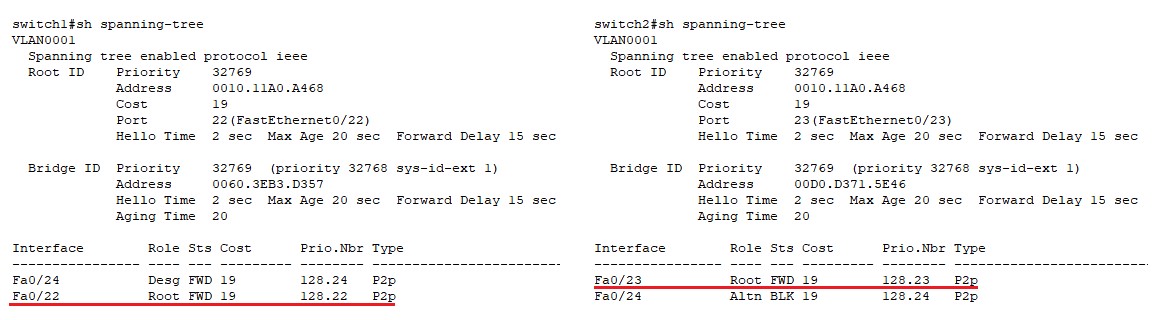 switch1#sh spanning-tree
VLAN0001
  Spanning tree enabled protocol ieee
  Root ID    Priority    32769
             Address     0010.11A0.A468
             Cost        19
             Port        22(FastEthernet0/22)
             Hello Time  2 sec  Max Age 20 sec  Forward Delay 15 sec

  Bridge ID  Priority    32769  (priority 32768 sys-id-ext 1)
             Address     0060.3EB3.D357
             Hello Time  2 sec  Max Age 20 sec  Forward Delay 15 sec
             Aging Time  20

Interface        Role Sts Cost      Prio.Nbr Type
---------------- ---- --- --------- -------- --------------------------------
Fa0/24           Desg FWD 19        128.24   P2p
Fa0/22           Root FWD 19        128.22   P2p

switch2#sh spanning-tree
VLAN0001
  Spanning tree enabled protocol ieee
  Root ID    Priority    32769
             Address     0010.11A0.A468
             Cost        19
             Port        23(FastEthernet0/23)
             Hello Time  2 sec  Max Age 20 sec  Forward Delay 15 sec

  Bridge ID  Priority    32769  (priority 32768 sys-id-ext 1)
             Address     00D0.D371.5E46
             Hello Time  2 sec  Max Age 20 sec  Forward Delay 15 sec
             Aging Time  20

Interface        Role Sts Cost      Prio.Nbr Type
---------------- ---- --- --------- -------- --------------------------------
Fa0/23           Root FWD 19        128.23   P2p
Fa0/24           Altn BLK 19        128.24   P2p